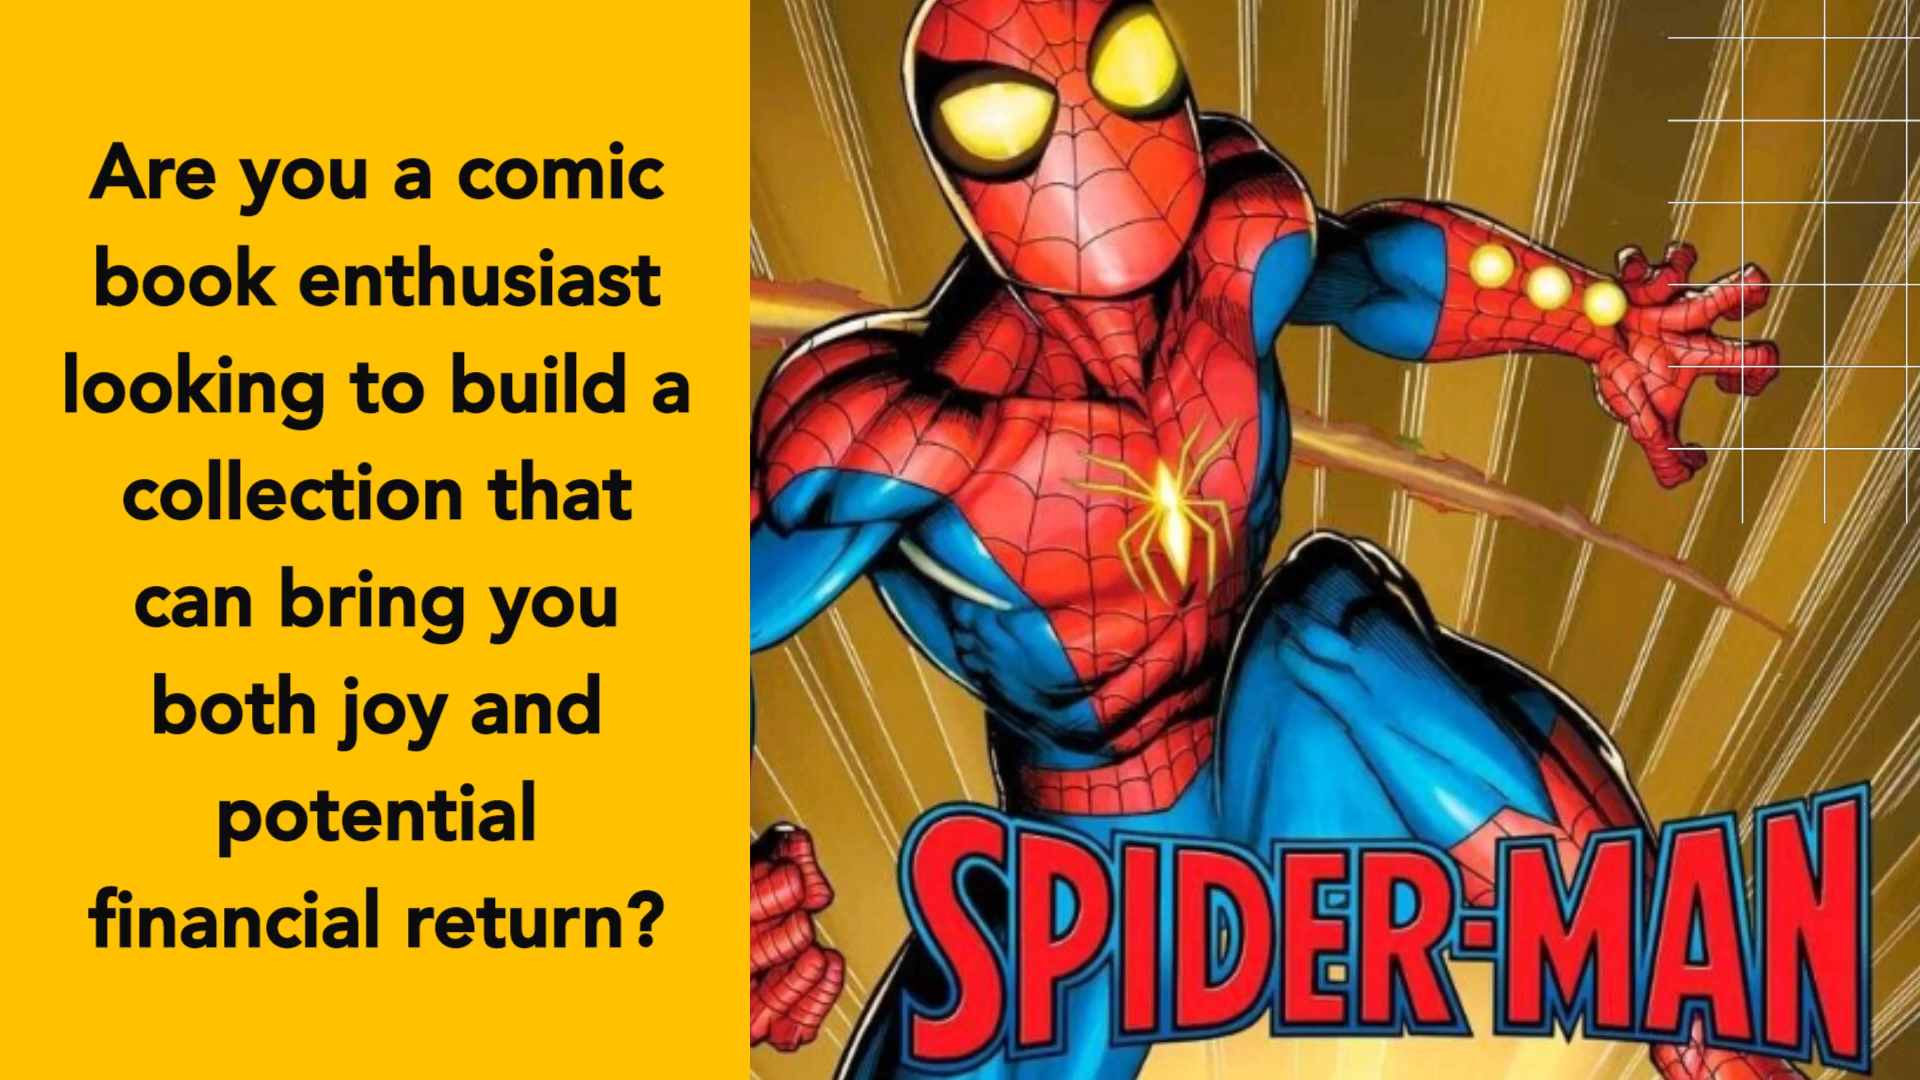 Are you a comic
book enthusiast
looking to build a
collection that
can bring you
both joy and
potential
financial return?
SPIDER-MAN